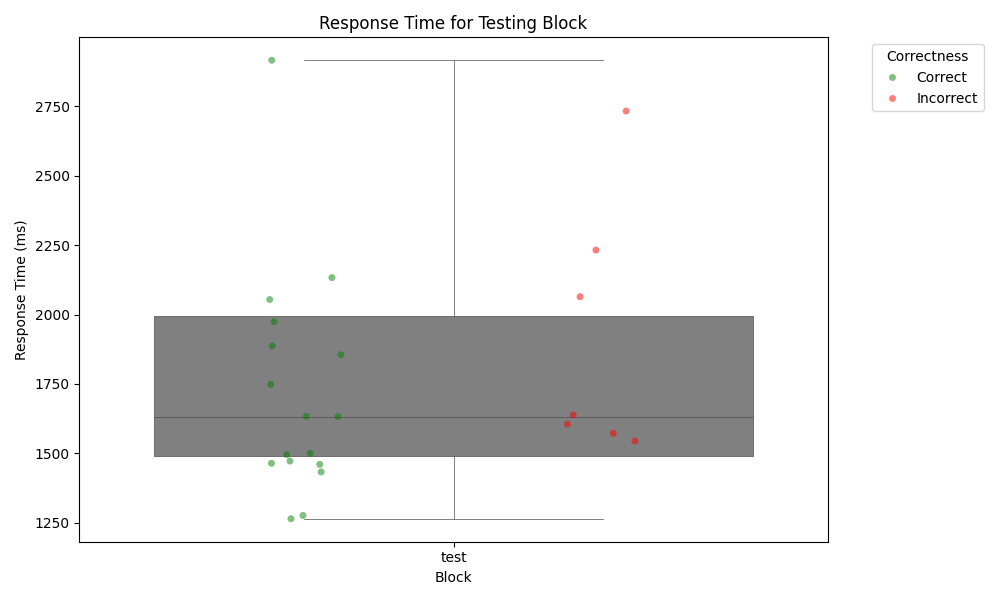 Response Time for Testing Block
Correctness
Correct
Incorrect
Response Time (ms)
2750
2500
2250
2000
1750
1500
1250
test
Block